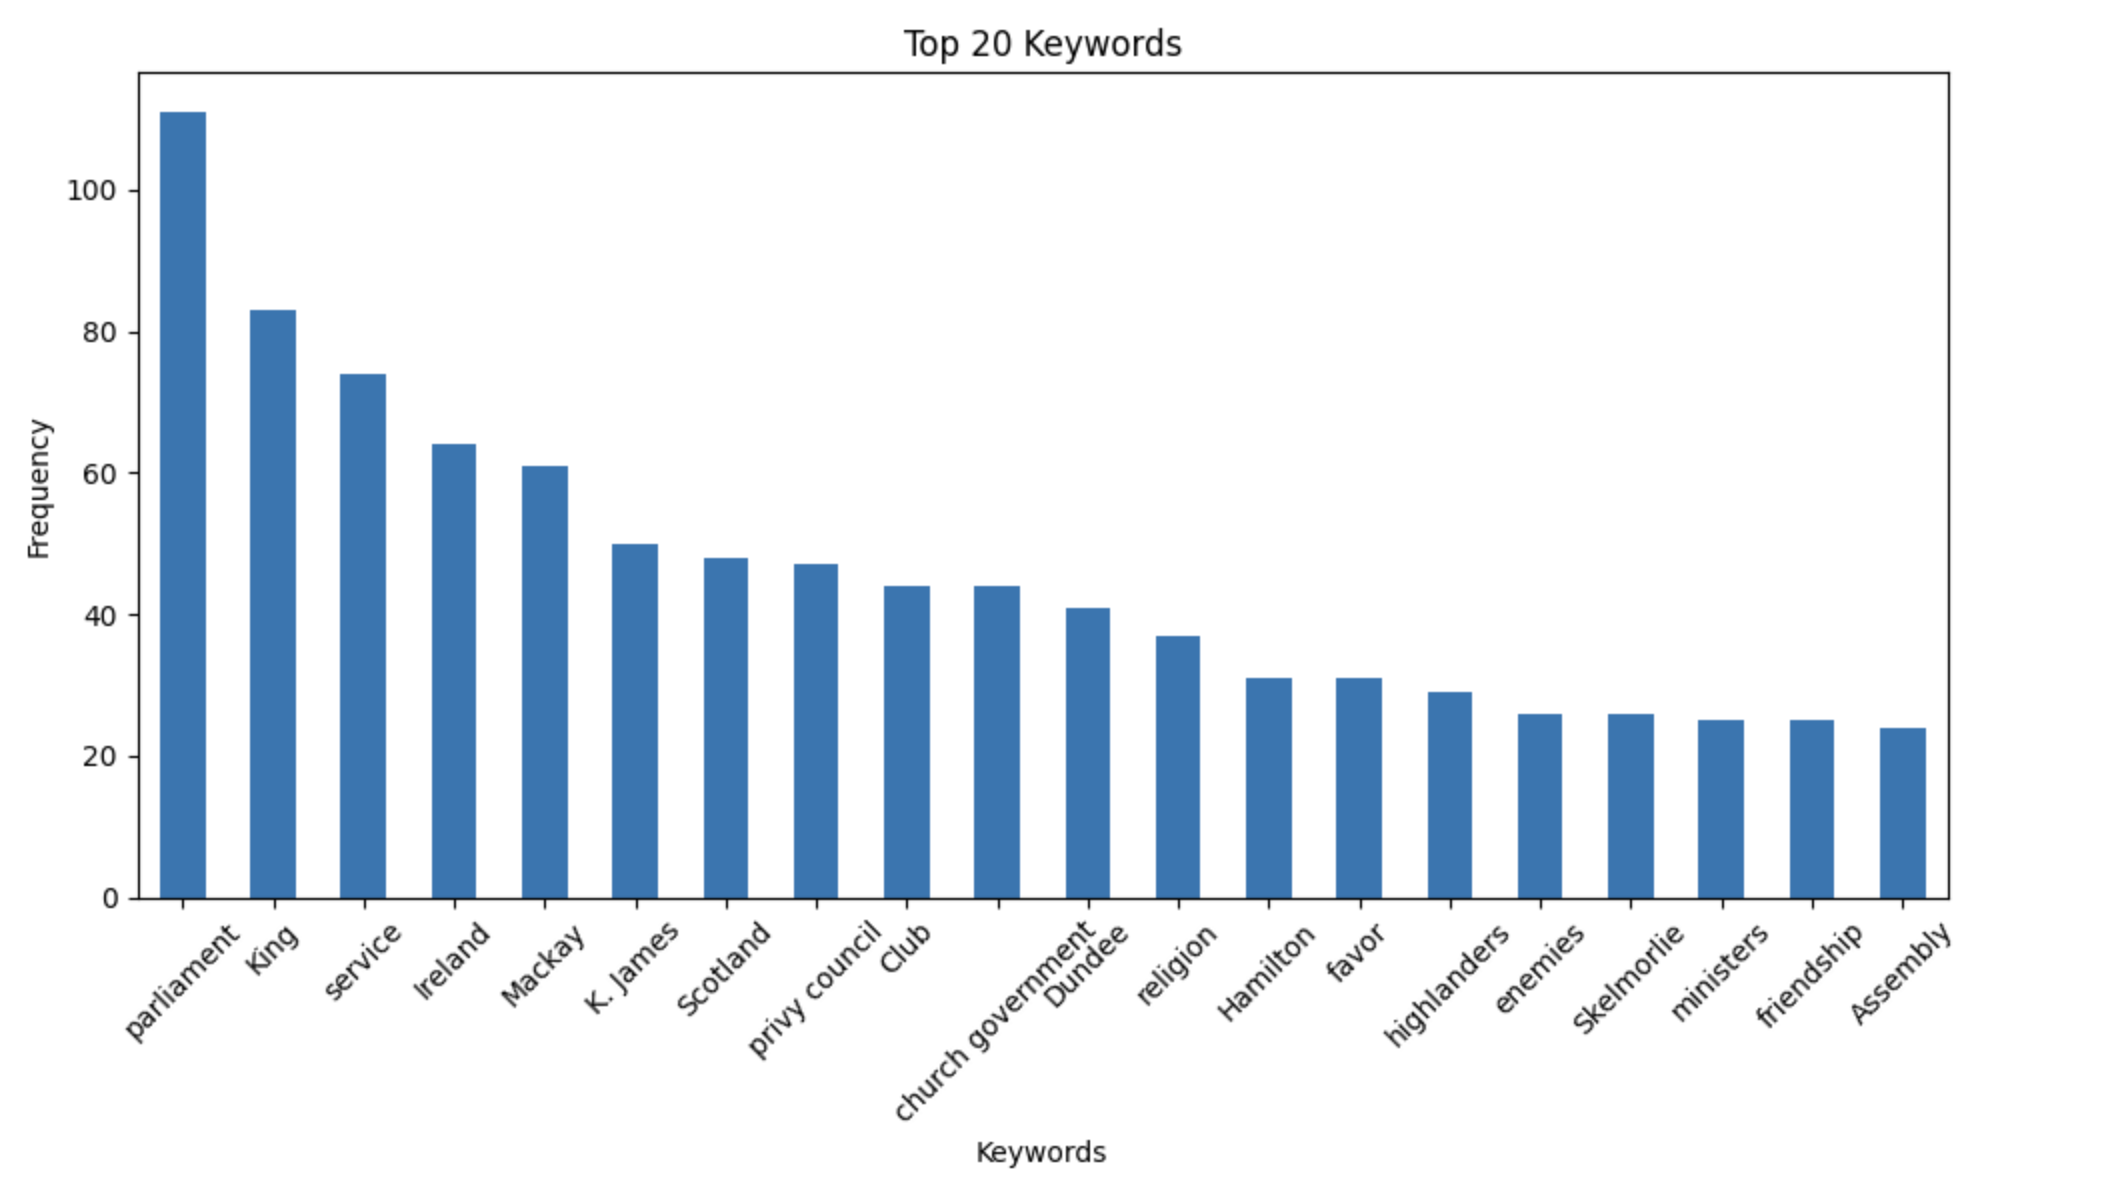 Top 20 Keywords
Frequency
100
80
60
40
20
0
parliament
King
service
Ireland
Mackay
K. James
Scotland
privy council
Club
church government
Dundee
religion
Hamilton
favor
highlanders
enemies
Skelmorlie
ministers
friendship
Assembly
Keywords